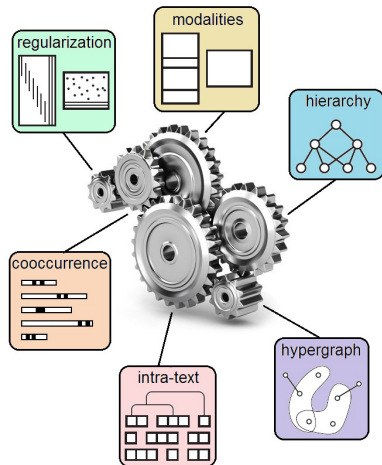 modalities
regularization
hierarchy
cooccurrence
hypergraph
intra-text